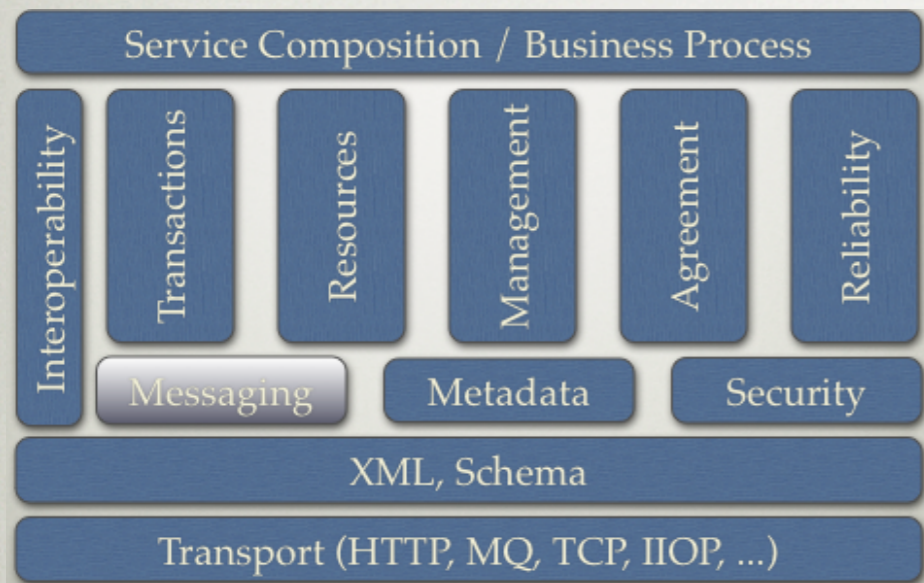 Service Composition / Business Process
Interoperability
Transactions
Resources
Management
Agreement
Reliability
Messaging
Metadata
Security
XML, Schema
Transport (HTTP, MQ, TCP, IIOP, ...)